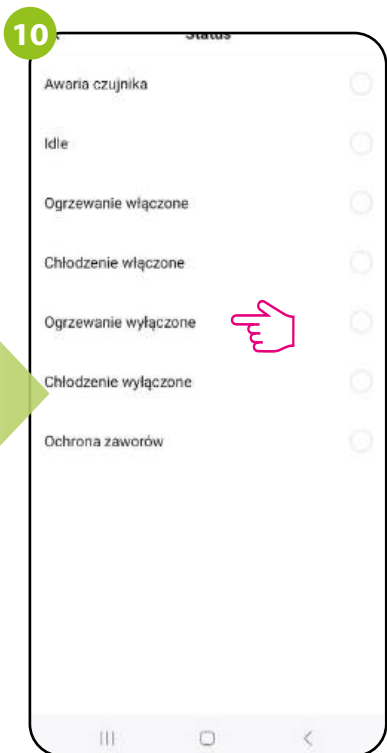 10
Status
Awaria czujnika
Idle
Ogrzewanie włączone
Chłodzenie włączone
Ogrzewanie wyłączone
Chłodzenie wyłączone
Ochrona zaworów